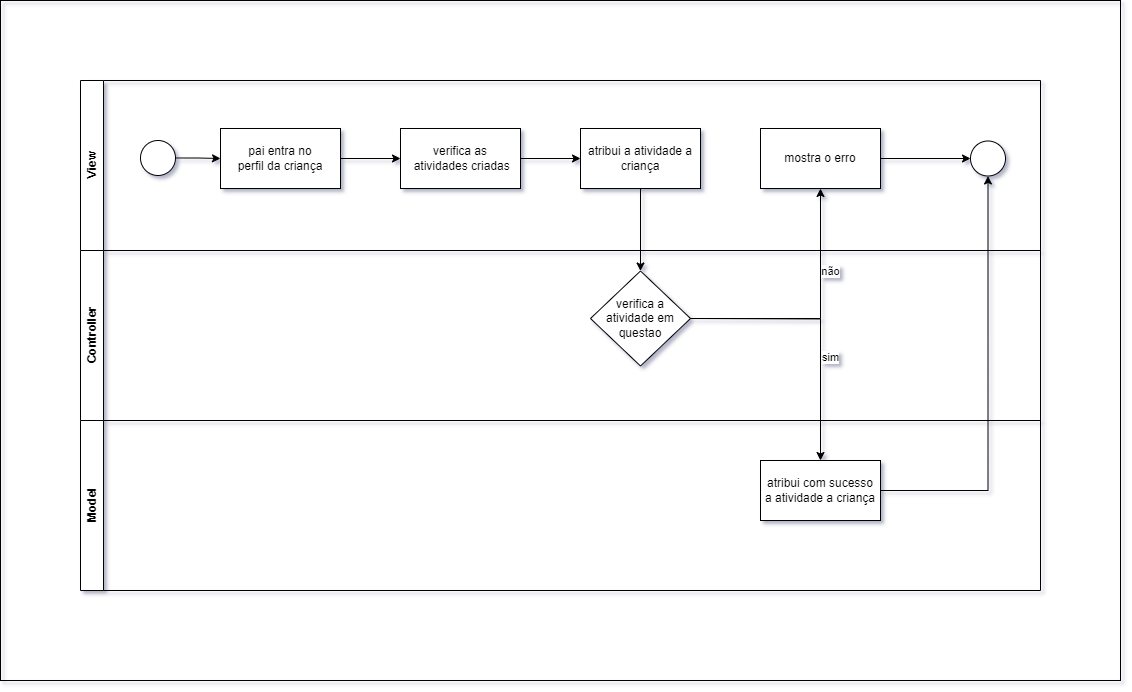 View
pai entra no
perfil da criança
verifica as
atividades criadas
atribui a atividade a
criança
mostra o erro
Controller
não
verifica a
atividade em
questao
sim
Model
atribui com sucesso
a atividade a criança